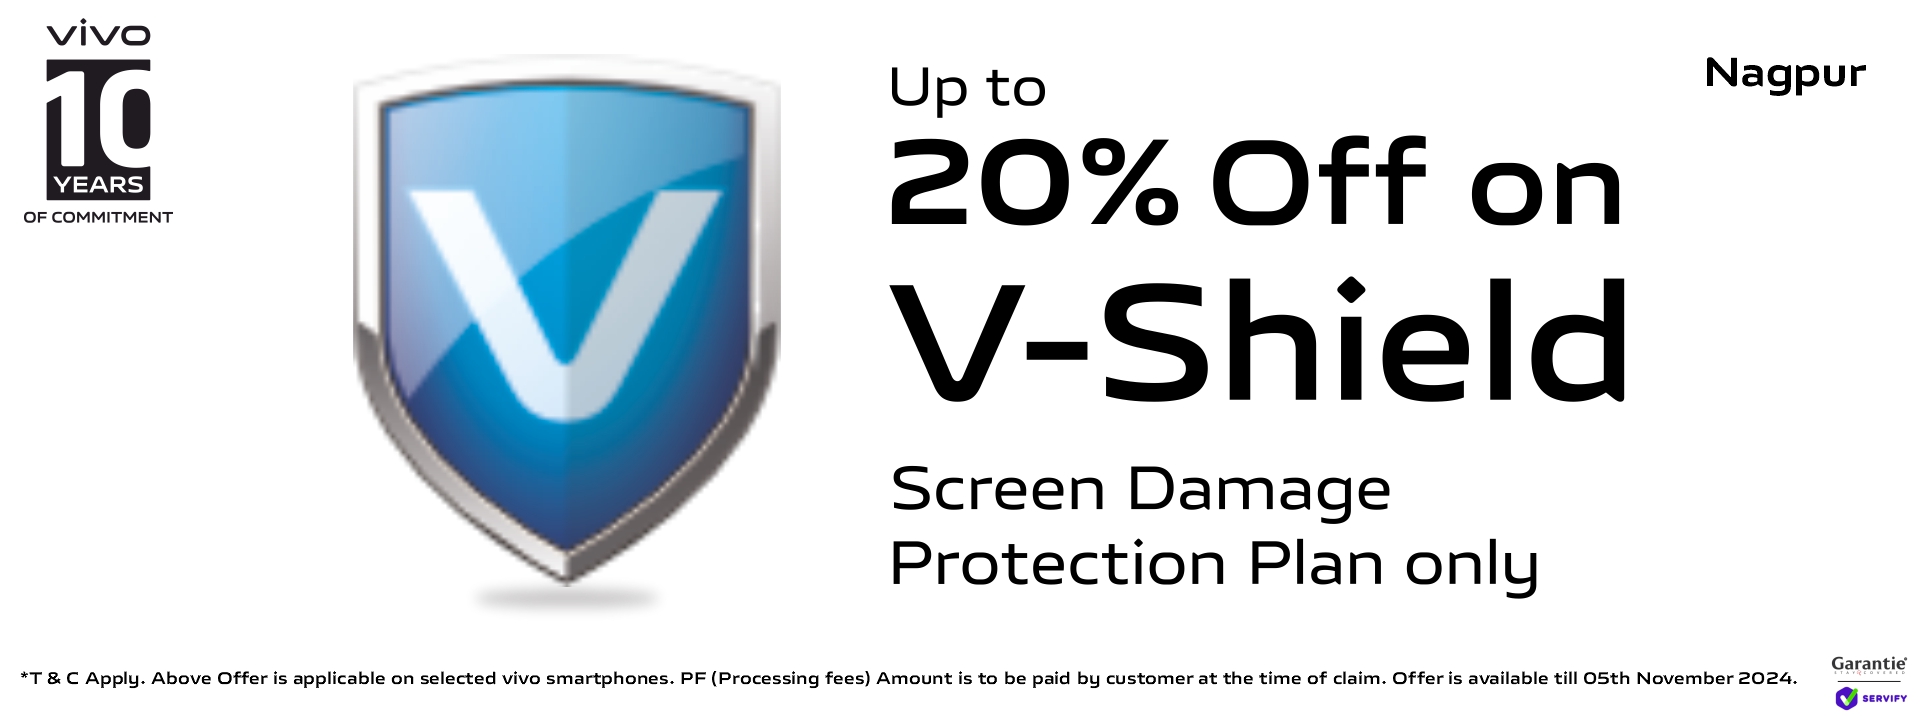 vivo
10
YEARS
OF COMMITMENT
Nagpur
V
Up to
20% Off on
V-Shield
Screen Damage
Protection Plan only
*T & C Apply. Above Offer is applicable on selected vivo smartphones. PF (Processing fees) Amount is to be paid by customer at the time of claim. Offer is available till 05th November 2024.
Garantie
STAY COVERED
SERVIFY